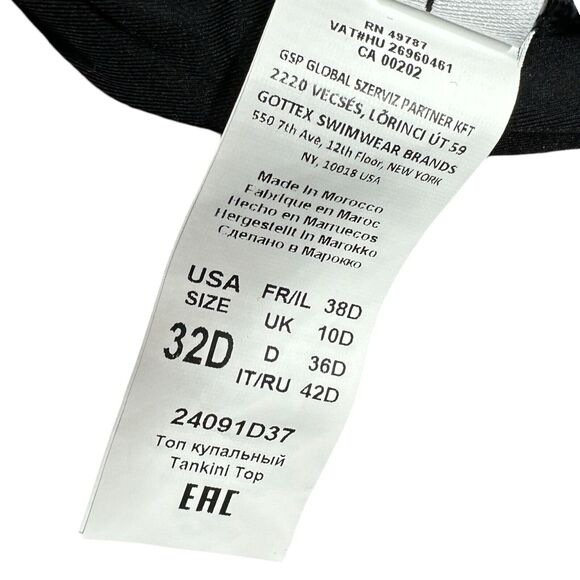 RN 49787
VAT#HU 26960461
CA 00202
GSP GLOBAL SZERVIZ PARTNER KFT
2220 VECSÉS, LŐRINCI ÚT 59
GOTTEX SWIMWEAR BRANDS
550 7th Ave, 12th Floor, NEW YORK
NY, 10018 USA
Made in Morocco
Fabrique en Maroc
Hecho en Marruecos
Hergestellt in Marokko
Сделано в Марокко
USA SIZE 32D
FR/IL 38D
UK 10D
D 36D
IT/RU 42D
24091D37
Топ купальный
Tankini Top
EAC